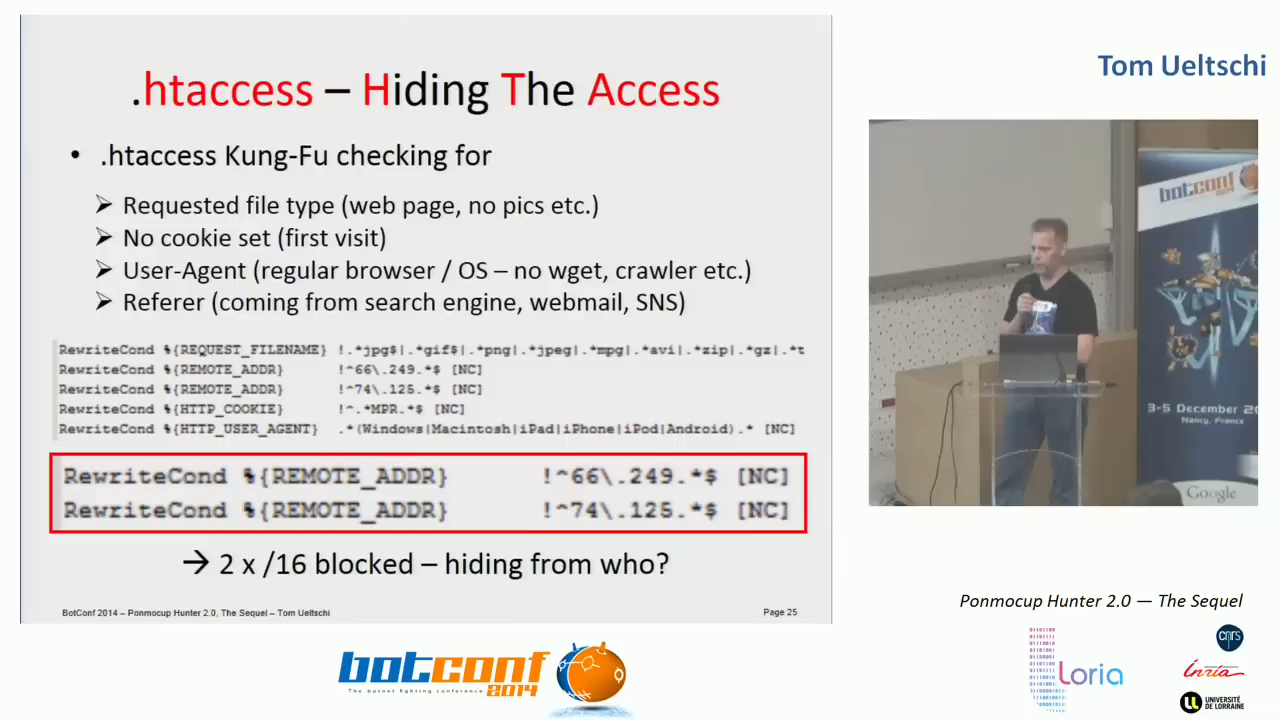 .htaccess – Hiding The Access
Tom Ueltschi
• .htaccess Kung-Fu checking for
➢ Requested file type (web page, no pics etc.)
➢ No cookie set (first visit)
➢ User-Agent (regular browser / OS – no wget, crawler etc.)
➢ Referer (coming from search engine, webmail, SNS)
RewriteCond %{REQUEST_FILENAME} !.*jpg$|.*gif$|.*png|.*jpeg|.*mpg|.*avi|.*zip|.*gz|.*t
RewriteCond %{REMOTE_ADDR} !^66\.249.*$ [NC]
RewriteCond %{REMOTE_ADDR} !^74\.125.*$ [NC]
RewriteCond %{HTTP_COOKIE} !^.*MPR.*$ [NC]
RewriteCond %{HTTP_USER_AGENT} .*(Windows|Macintosh|iPad|iPhone|iPod|Android).* [NC]
RewriteCond %{REMOTE_ADDR} !^66\.249.*$ [NC]
RewriteCond %{REMOTE_ADDR} !^74\.125.*$ [NC]
→ 2 x /16 blocked – hiding from who?
BotConf 2014 – Ponmocup Hunter 2.0, The Sequel – Tom Ueltschi
Page 25
botconf
2014
3-5 December 20
Nancy, France
Google
Ponmocup Hunter 2.0 — The Sequel
botconf
The botnet fighting conference 2014
Loria
cnrs
Inria
UNIVERSITÉ
DE LORRAINE